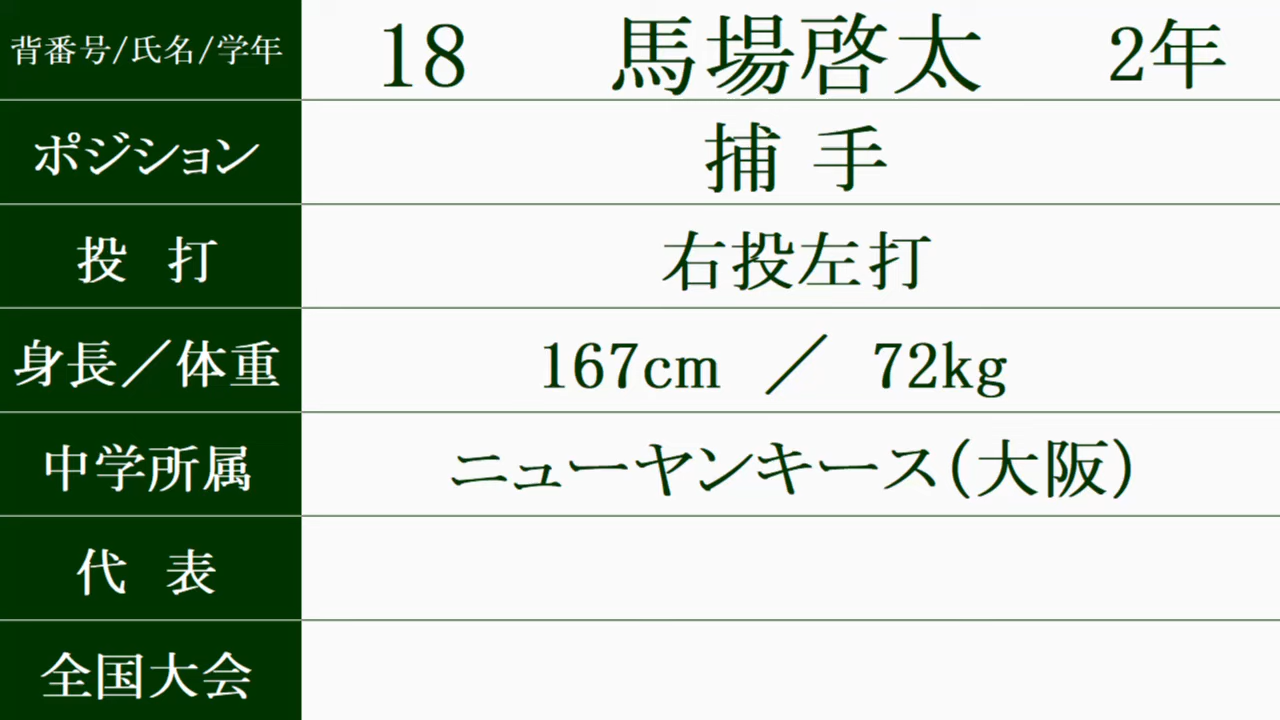 背番号/氏名/学年 18 馬場啓太 2年
ポジション 捕手
投打 右投左打
身長／体重 167cm ／ 72kg
中学所属 ニューヤンキース(大阪)
代表
全国大会